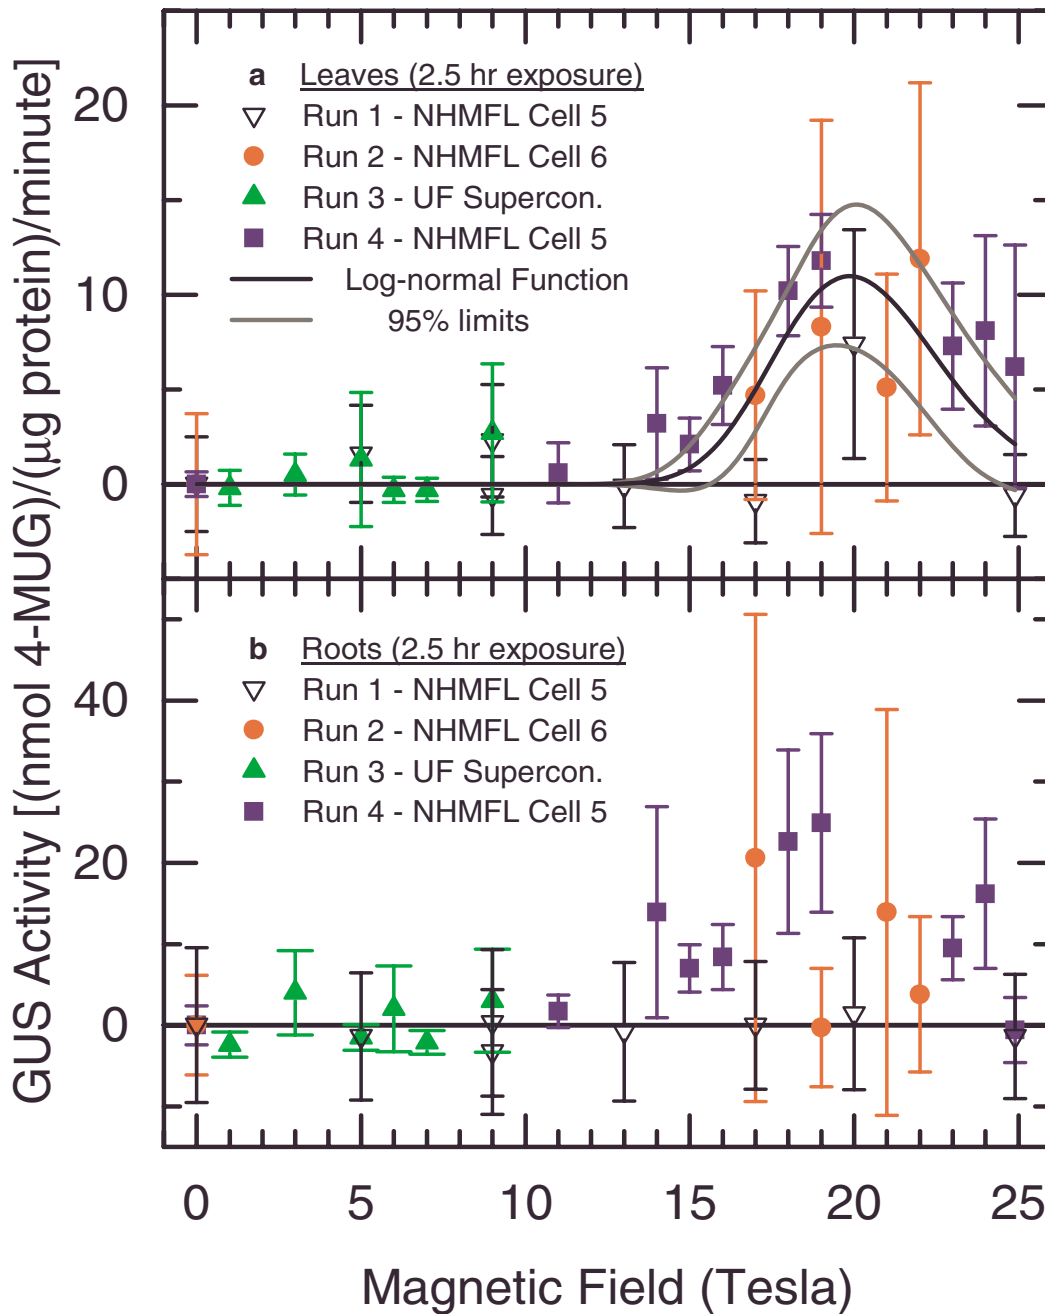 GUS Activity [(nmol 4-MUG)/(µg protein)/minute]
20
10
0
a Leaves (2.5 hr exposure)
Run 1 - NHMFL Cell 5
Run 2 - NHMFL Cell 6
Run 3 - UF Supercon.
Run 4 - NHMFL Cell 5
Log-normal Function
95% limits
40
20
0
b Roots (2.5 hr exposure)
Run 1 - NHMFL Cell 5
Run 2 - NHMFL Cell 6
Run 3 - UF Supercon.
Run 4 - NHMFL Cell 5
0 5 10 15 20 25
Magnetic Field (Tesla)